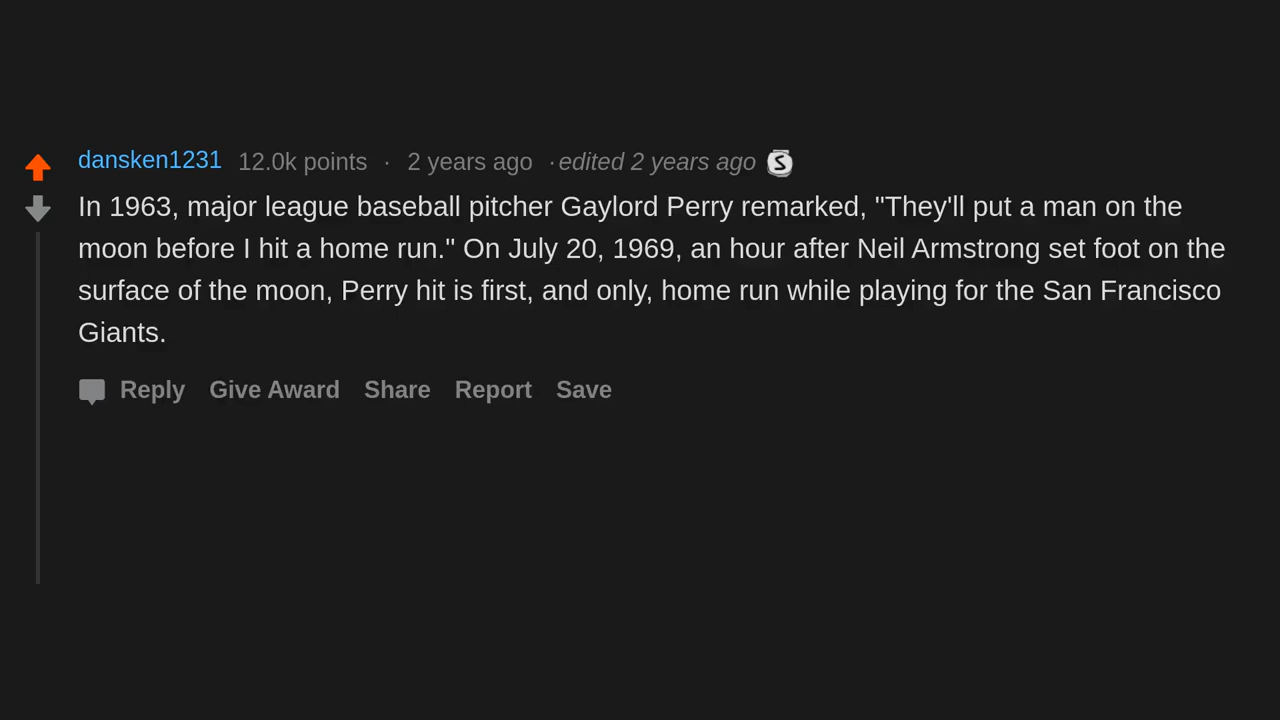 dansken1231 12.0k points · 2 years ago · edited 2 years ago S
In 1963, major league baseball pitcher Gaylord Perry remarked, "They'll put a man on the
moon before I hit a home run." On July 20, 1969, an hour after Neil Armstrong set foot on the
surface of the moon, Perry hit is first, and only, home run while playing for the San Francisco
Giants.
Reply Give Award Share Report Save